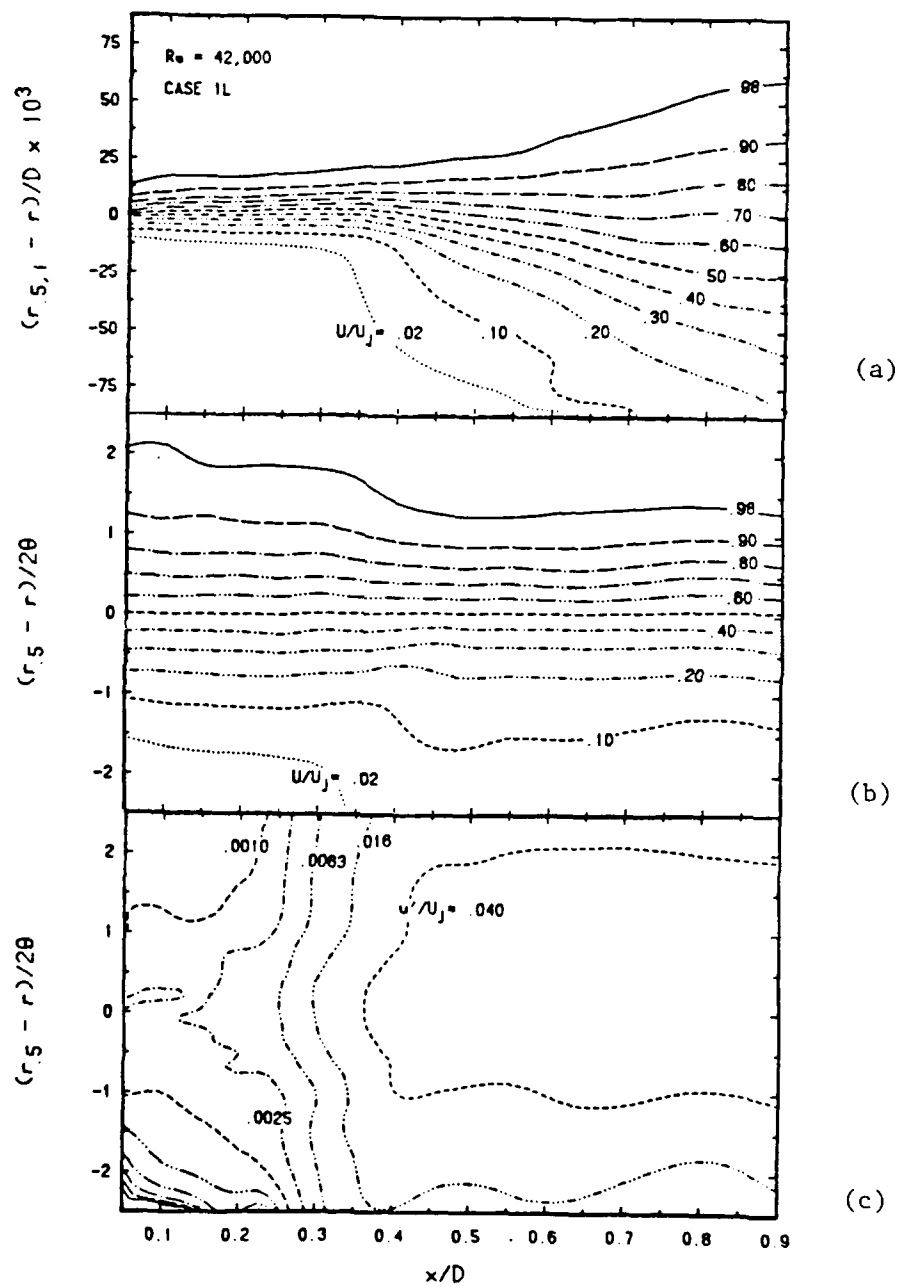 75
50
25
0
-25
-50
-75
(r.5,1 - r)/D x 10³
Re = 42,000
CASE 1L
.98
.90
.80
.70
.60
.50
.40
.30
.20
.10
U/Uj = .02
(a)
2
1
0
-1
-2
(r.5 - r)/2θ
.98
.90
.80
.60
.40
.20
.10
U/Uj = .02
(b)
2
1
0
-1
-2
(r.5 - r)/2θ
.0010
.0063
.016
u'/Uj = .040
.0025
(c)
0.1 0.2 0.3 0.4 0.5 0.6 0.7 0.8 0.9
x/D